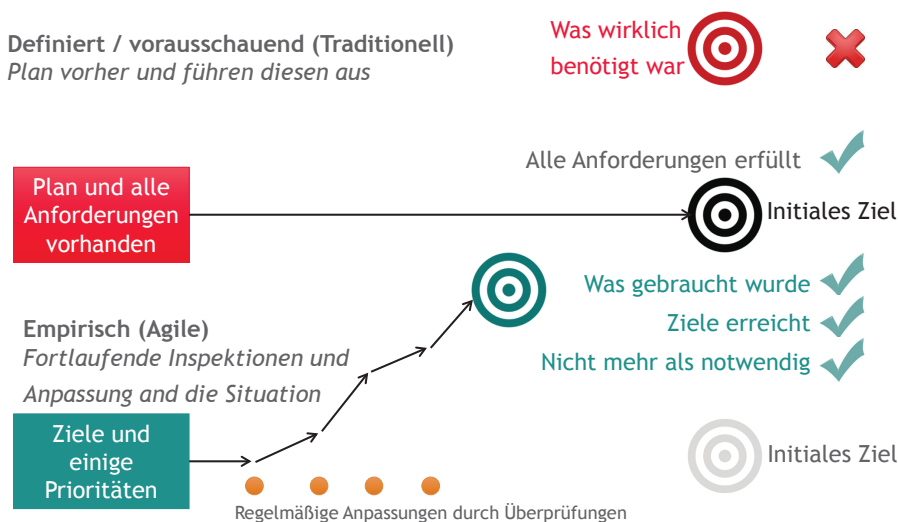 Definiert / vorausschauend (Traditionell)
Plan vorher und führen diesen aus
Was wirklich
benötigt war
Alle Anforderungen erfüllt
Plan und alle
Anforderungen
vorhanden
Initiales Ziel
Was gebraucht wurde
Ziele erreicht
Nicht mehr als notwendig
Empirisch (Agile)
Fortlaufende Inspektionen und
Anpassung and die Situation
Ziele und
einige
Prioritäten
Initiales Ziel
Regelmäßige Anpassungen durch Überprüfungen